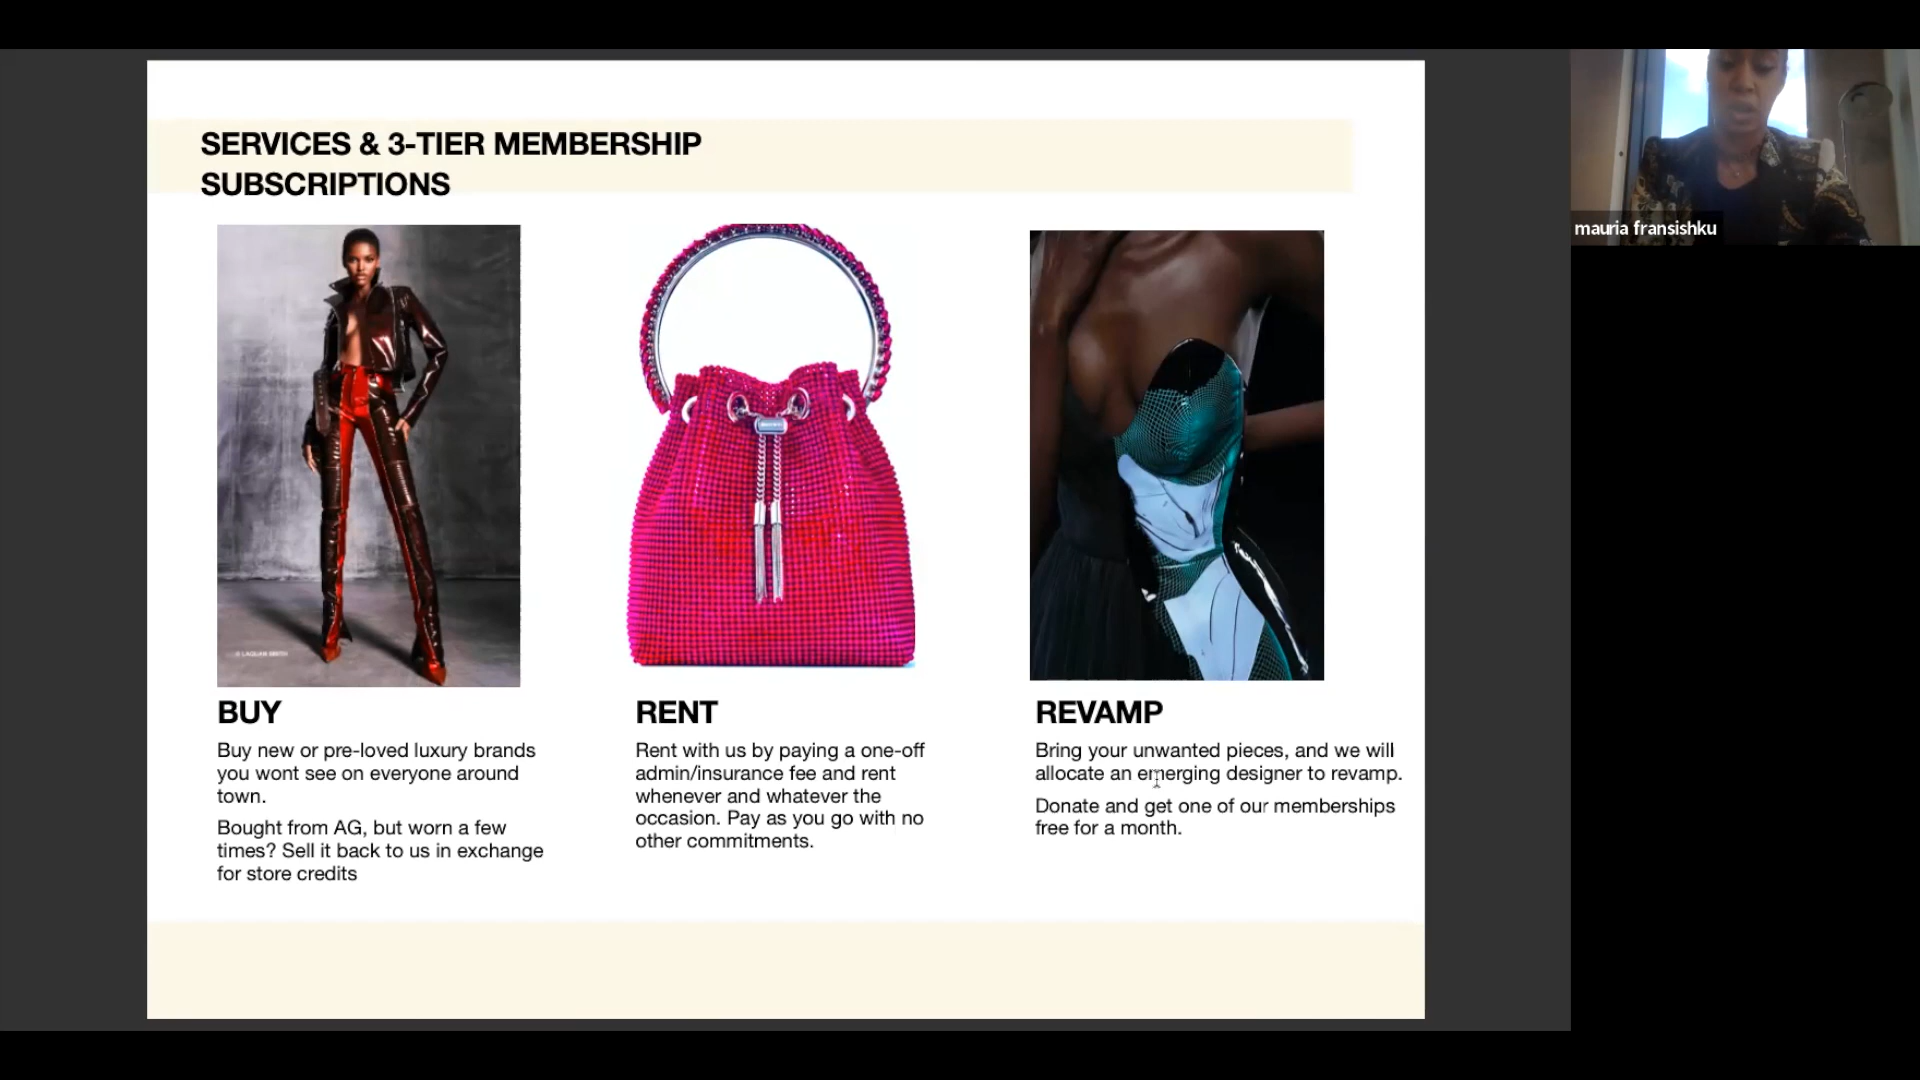 SERVICES & 3-TIER MEMBERSHIP
SUBSCRIPTIONS
mauria fransishku
© LAQUAN SMITH
BUY
Buy new or pre-loved luxury brands
you wont see on everyone around
town.
Bought from AG, but worn a few
times? Sell it back to us in exchange
for store credits
RENT
Rent with us by paying a one-off
admin/insurance fee and rent
whenever and whatever the
occasion. Pay as you go with no
other commitments.
REVAMP
Bring your unwanted pieces, and we will
allocate an emerging designer to revamp.
Donate and get one of our memberships
free for a month.